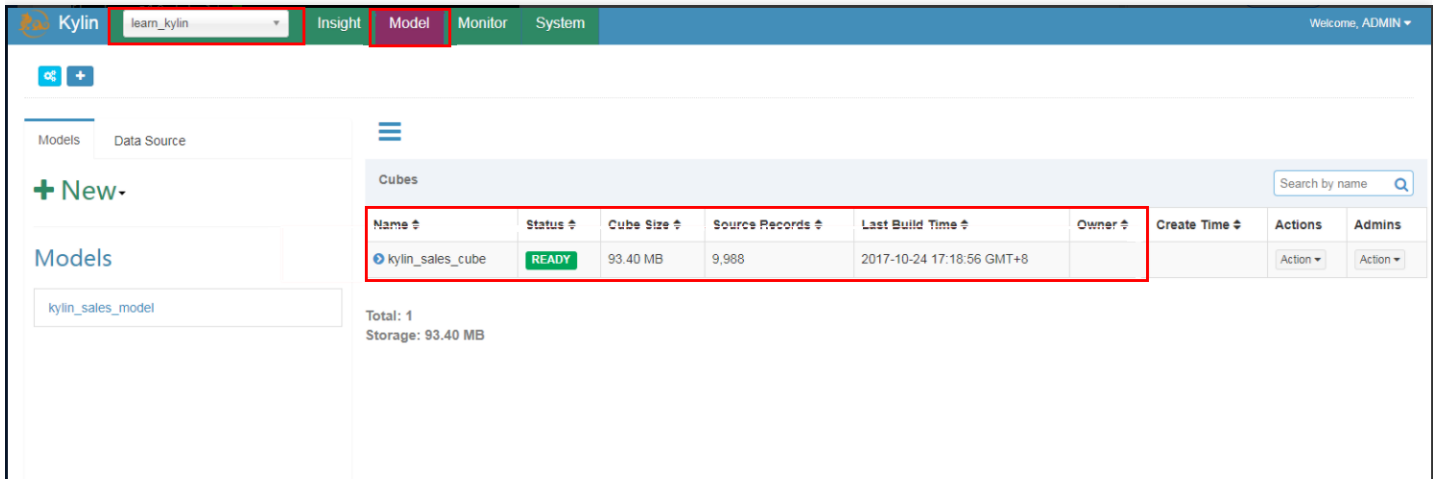 Kylin learn_kylin Insight Model Monitor System Welcome, ADMIN
Models Data Source
New
Cubes Search by name
Name Status Cube Size Source Records Last Build Time Owner Create Time Actions Admins
kylin_sales_cube READY 93.40 MB 9,988 2017-10-24 17:18:56 GMT+8 Action Action
Models
kylin_sales_model
Total: 1
Storage: 93.40 MB